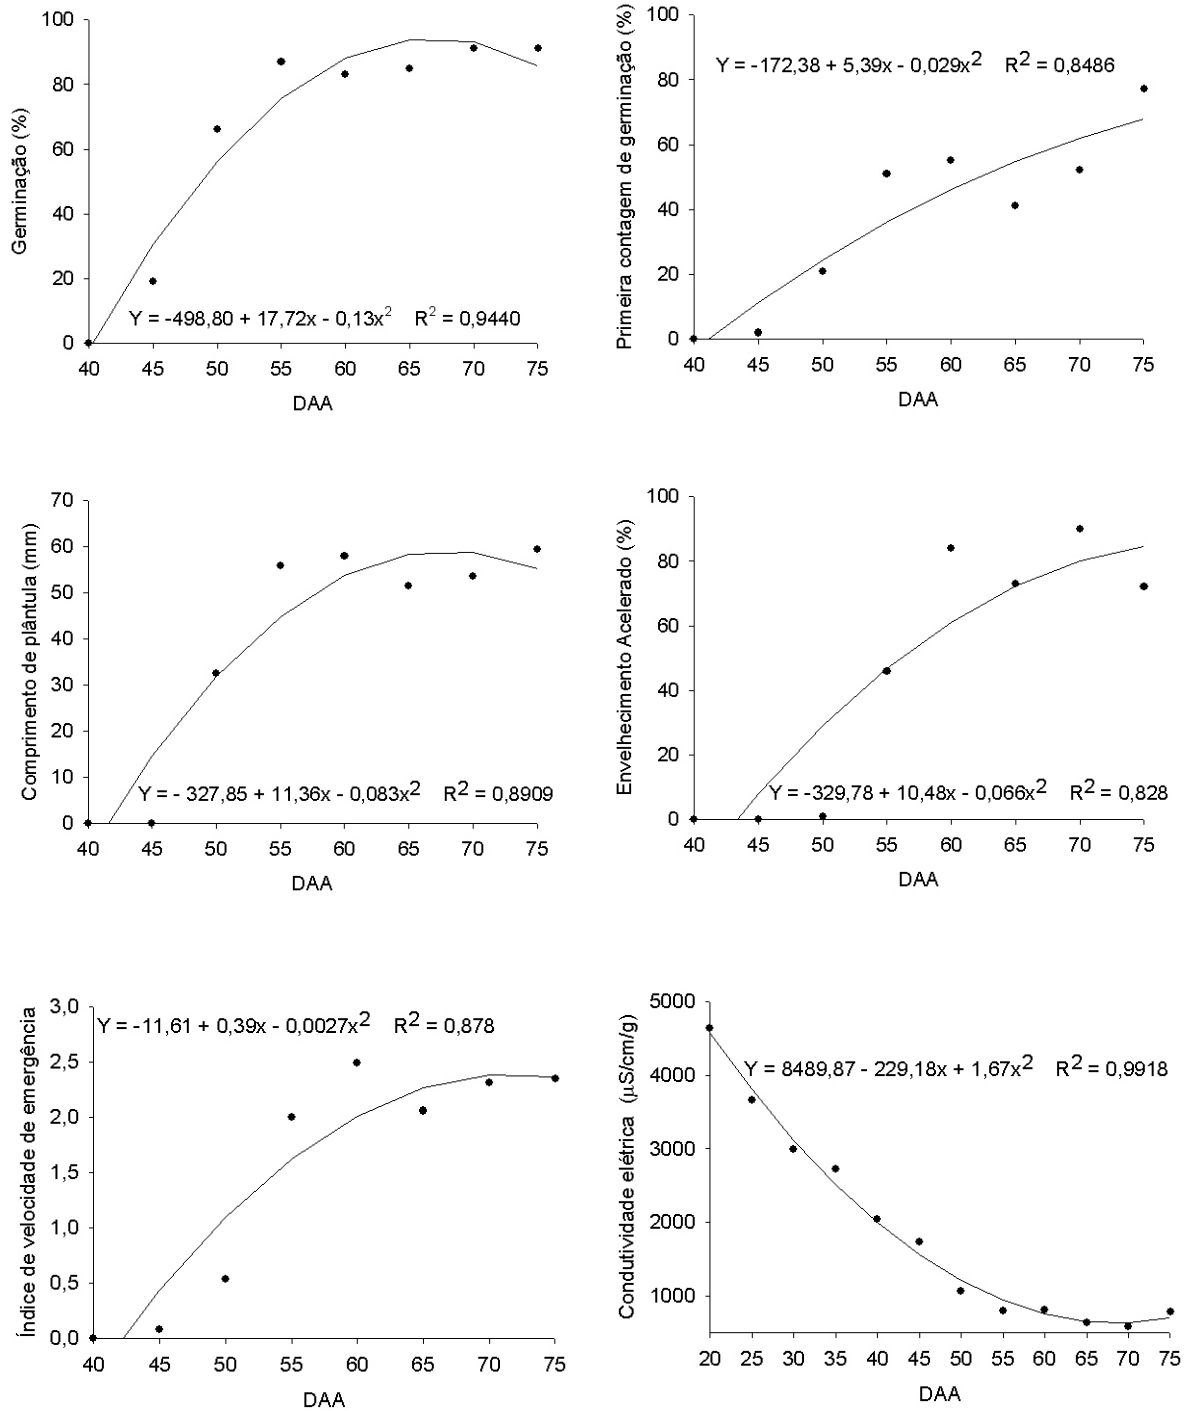 Germinação (%)
100
80
60
40
20
0
Y = -498,80 + 17,72x - 0,13x² R² = 0,9440
40 45 50 55 60 65 70 75
DAA
Primeira contagem de germinação (%)
100
80
60
40
20
0
Y = -172,38 + 5,39x - 0,029x² R² = 0,8486
40 45 50 55 60 65 70 75
DAA
Comprimento de plântula (mm)
70
60
50
40
30
20
10
0
Y = - 327,85 + 11,36x - 0,083x² R² = 0,8909
40 45 50 55 60 65 70 75
DAA
Envelhecimento Acelerado (%)
100
80
60
40
20
0
Y = -329,78 + 10,48x - 0,066x² R² = 0,828
40 45 50 55 60 65 70 75
DAA
Índice de velocidade de emergência
3,0
2,5
2,0
1,5
1,0
0,5
0,0
Y = -11,61 + 0,39x - 0,0027x² R² = 0,878
40 45 50 55 60 65 70 75
DAA
Condutividade elétrica (µS/cm/g)
5000
4000
3000
2000
1000
Y = 8489,87 - 229,18x + 1,67x² R² = 0,9918
20 25 30 35 40 45 50 55 60 65 70 75
DAA